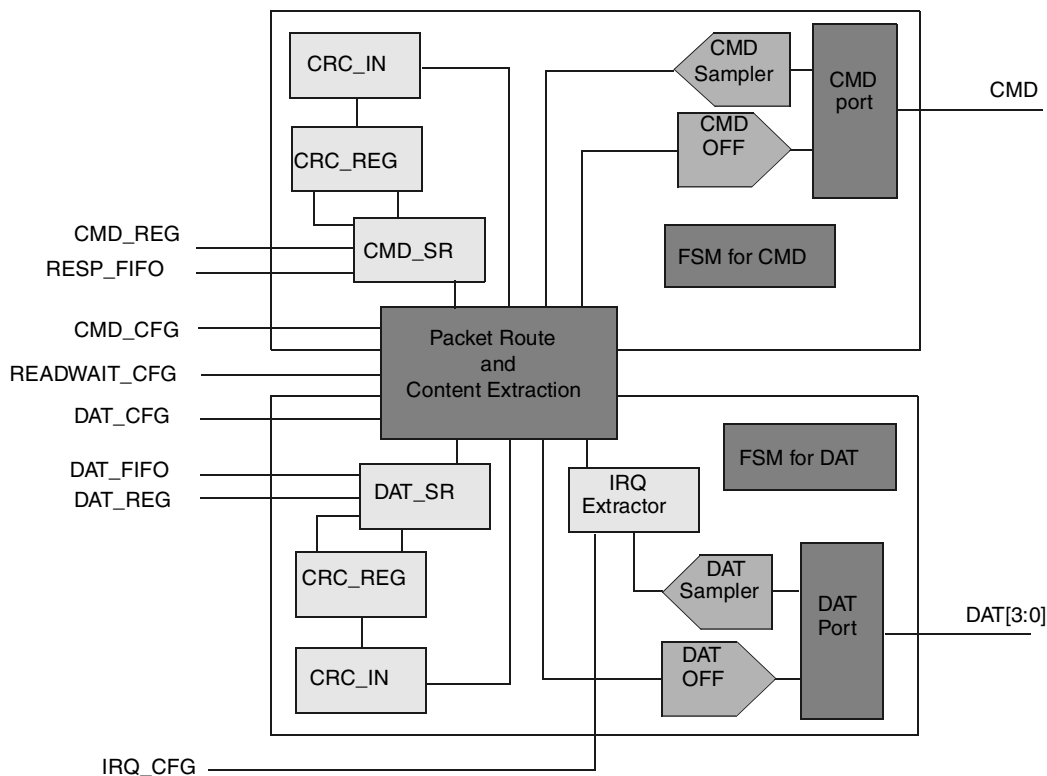 CRC_IN
CMD
Sampler
CMD
port
CMD
CMD
OFF
CRC_REG
CMD_REG
CMD_SR
FSM for CMD
RESP_FIFO
CMD_CFG
Packet Route
and
Content Extraction
READWAIT_CFG
DAT_CFG
FSM for DAT
DAT_FIFO
DAT_REG
DAT_SR
IRQ
Extractor
CRC_REG
DAT
Sampler
DAT
Port
DAT[3:0]
CRC_IN
DAT
OFF
IRQ_CFG